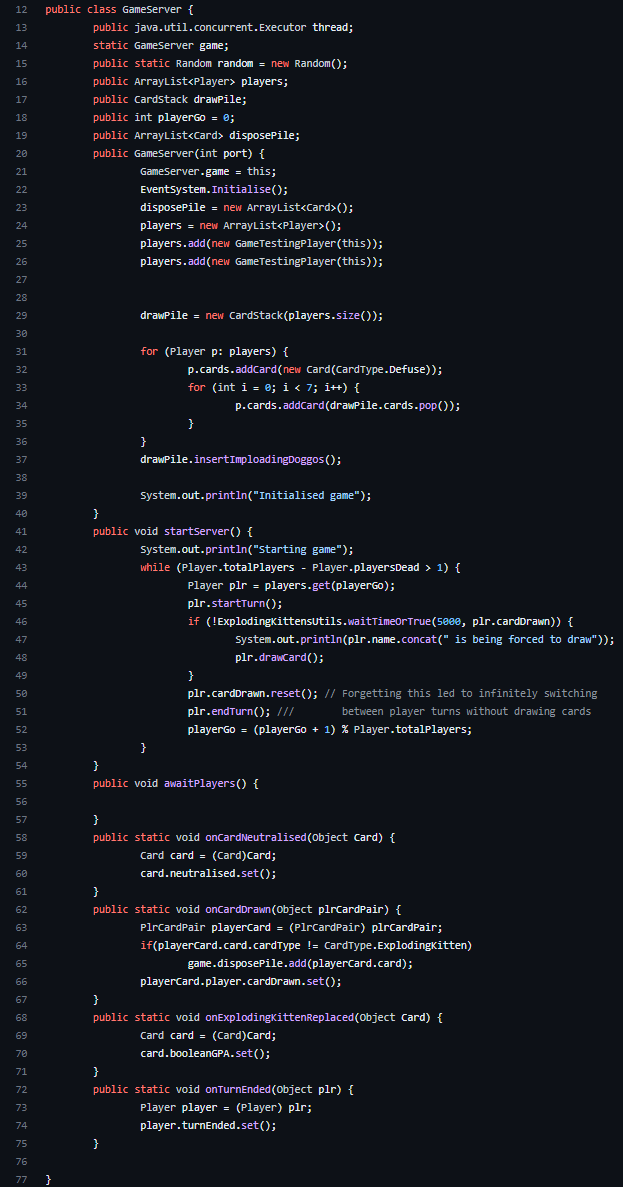 12 public class GameServer {
13 public java.util.concurrent.Executor thread;
14 static GameServer game;
15 public static Random random = new Random();
16 public ArrayList<Player> players;
17 public CardStack drawPile;
18 public int playerGo = 0;
19 public ArrayList<Card> disposePile;
20 public GameServer(int port) {
21 GameServer.game = this;
22 EventSystem.Initialise();
23 disposePile = new ArrayList<Card>();
24 players = new ArrayList<Player>();
25 players.add(new GameTestingPlayer(this));
26 players.add(new GameTestingPlayer(this));
27
28
29 drawPile = new CardStack(players.size());
30
31 for (Player p: players) {
32 p.cards.addCard(new Card(CardType.Defuse));
33 for (int i = 0; i < 7; i++) {
34 p.cards.addCard(drawPile.cards.pop());
35 }
36 }
37 drawPile.insertImploadingDoggos();
38
39 System.out.println("Initialised game");
40 }
41 public void startServer() {
42 System.out.println("Starting game");
43 while (Player.totalPlayers - Player.playersDead > 1) {
44 Player plr = players.get(playerGo);
45 plr.startTurn();
46 if (!ExplodingKittensUtils.waitTimeOrTrue(5000, plr.cardDrawn)) {
47 System.out.println(plr.name.concat(" is being forced to draw"));
48 plr.drawCard();
49 }
50 plr.cardDrawn.reset(); // Forgetting this led to infinitely switching
51 plr.endTurn(); /// between player turns without drawing cards
52 playerGo = (playerGo + 1) % Player.totalPlayers;
53 }
54 }
55 public void awaitPlayers() {
56
57 }
58 public static void onCardNeutralised(Object Card) {
59 Card card = (Card)Card;
60 card.neutralised.set();
61 }
62 public static void onCardDrawn(Object plrCardPair) {
63 PlrCardPair playerCard = (PlrCardPair) plrCardPair;
64 if(playerCard.card.cardType != CardType.ExplodingKitten)
65 game.disposePile.add(playerCard.card);
66 playerCard.player.cardDrawn.set();
67 }
68 public static void onExplodingKittenReplaced(Object Card) {
69 Card card = (Card)Card;
70 card.booleanGPA.set();
71 }
72 public static void onTurnEnded(Object plr) {
73 Player player = (Player) plr;
74 player.turnEnded.set();
75 }
76
77 }